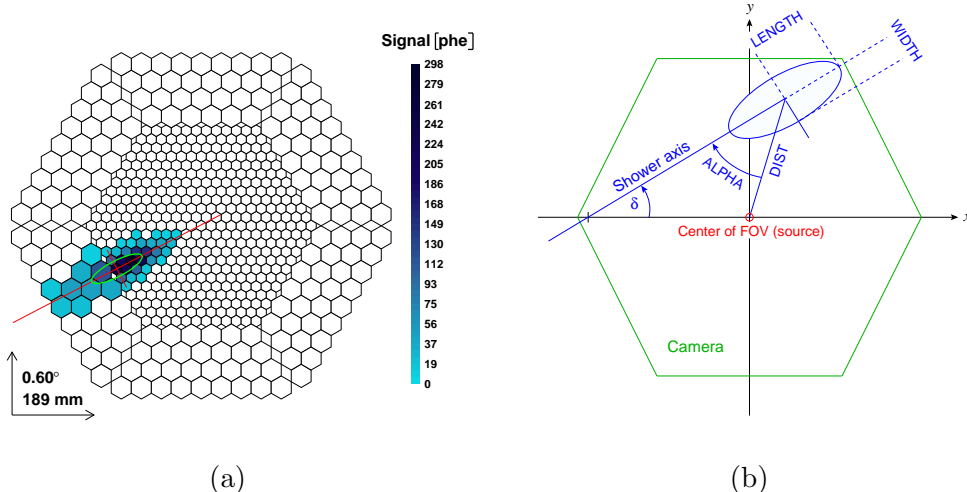 Signal [phe]
298
279
261
242
224
205
186
168
149
130
112
93
75
56
37
19
0
0.60°
189 mm
(a)
y
LENGTH
WIDTH
Shower axis
ALPHA
DIST
δ
x
Center of FOV (source)
Camera
(b)